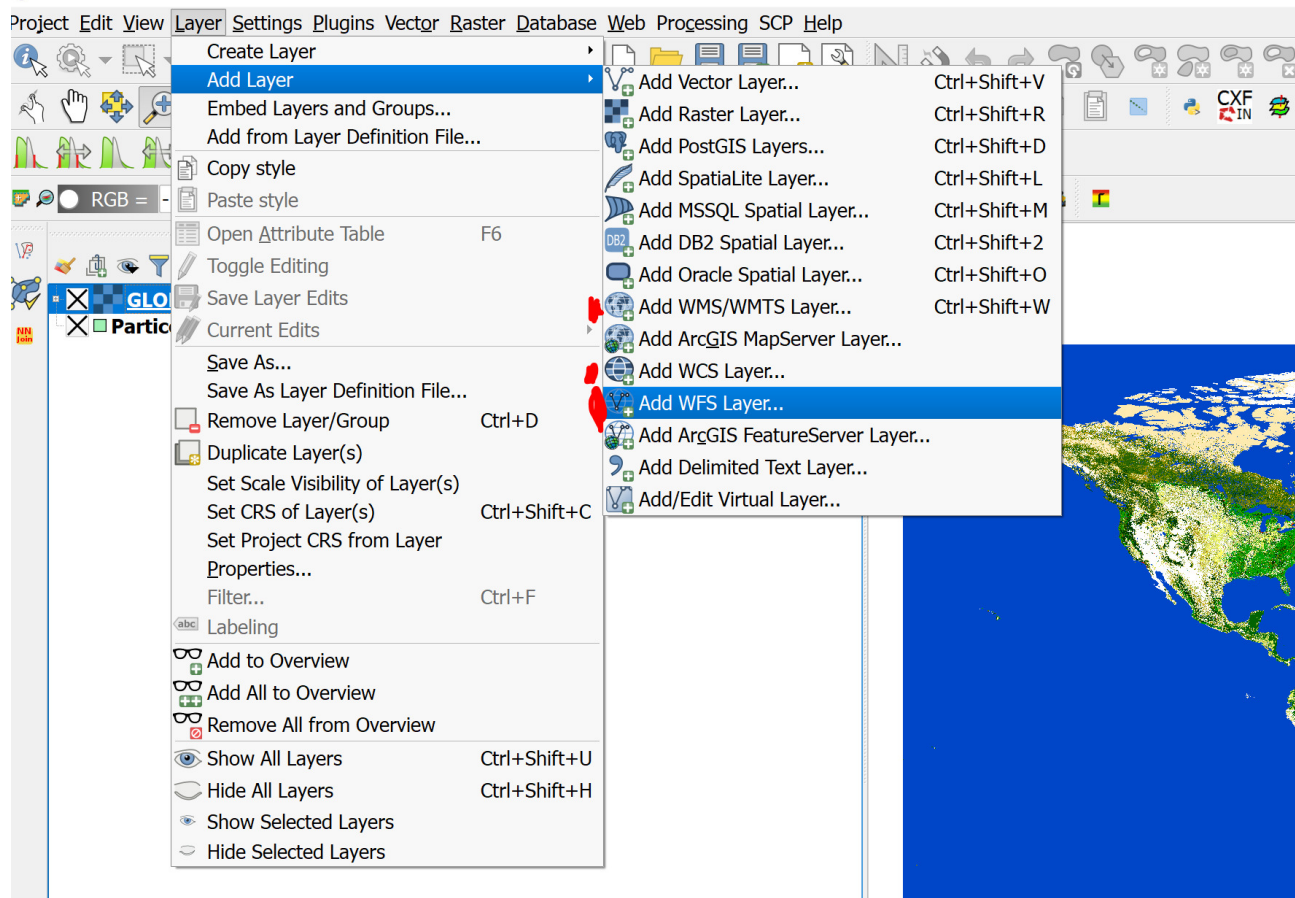 Project Edit View Layer Settings Plugins Vector Raster Database Web Processing SCP Help
Create Layer
Add Layer
Embed Layers and Groups...
Add from Layer Definition File...
Copy style
Paste style
Open Attribute Table F6
Toggle Editing
Save Layer Edits
Current Edits
Save As...
Save As Layer Definition File...
Remove Layer/Group Ctrl+D
Duplicate Layer(s)
Set Scale Visibility of Layer(s)
Set CRS of Layer(s) Ctrl+Shift+C
Set Project CRS from Layer
Properties...
Filter... Ctrl+F
abc Labeling
Add to Overview
Add All to Overview
Remove All from Overview
Show All Layers Ctrl+Shift+U
Hide All Layers Ctrl+Shift+H
Show Selected Layers
Hide Selected Layers
Add Vector Layer... Ctrl+Shift+V
Add Raster Layer... Ctrl+Shift+R
Add PostGIS Layers... Ctrl+Shift+D
Add SpatiaLite Layer... Ctrl+Shift+L
Add MSSQL Spatial Layer... Ctrl+Shift+M
DB2 Add DB2 Spatial Layer... Ctrl+Shift+2
Add Oracle Spatial Layer... Ctrl+Shift+O
Add WMS/WMTS Layer... Ctrl+Shift+W
Add ArcGIS MapServer Layer...
Add WCS Layer...
Add WFS Layer...
Add ArcGIS FeatureServer Layer...
Add Delimited Text Layer...
Add/Edit Virtual Layer...
CXF
IN
RGB = -
GLO
Partic
NN
Join